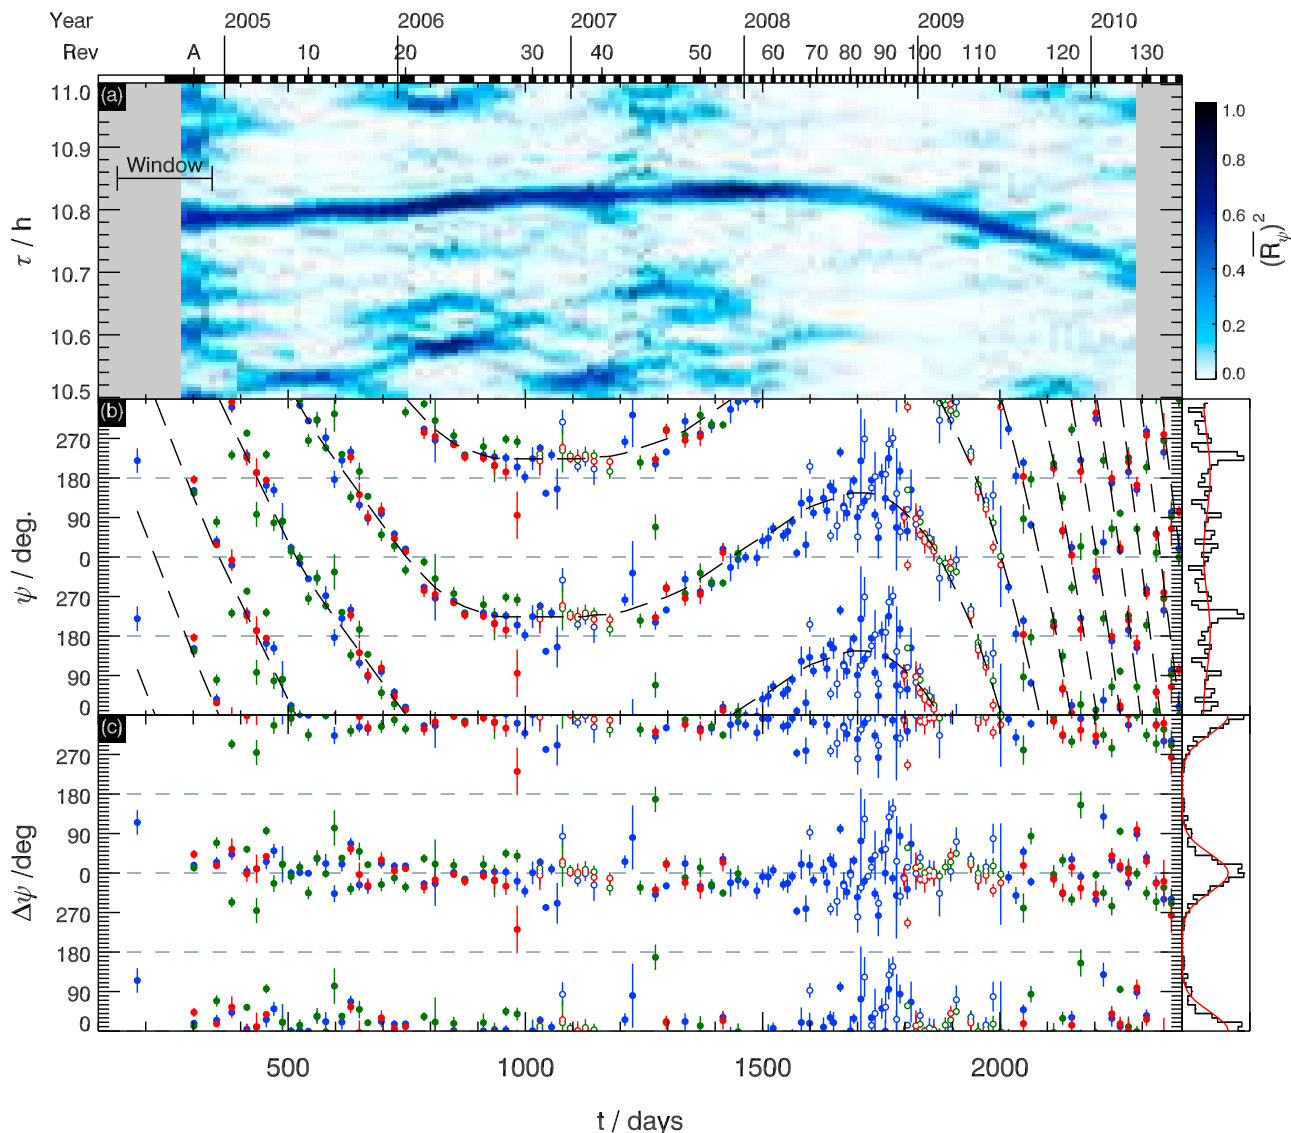 Year 2005 2006 2007 2008 2009 2010
Rev A 10 20 30 40 50 60 70 80 90 100 110 120 130
(a)
11.0
10.9
10.8
10.7
10.6
10.5
τ / h
Window
1.0
0.8
0.6
0.4
0.2
0.0
(R̅ψ)²
(b)
270
180
90
0
270
180
90
0
ψ / deg.
(c)
270
180
90
0
270
180
90
0
Δψ /deg
500 1000 1500 2000
t / days